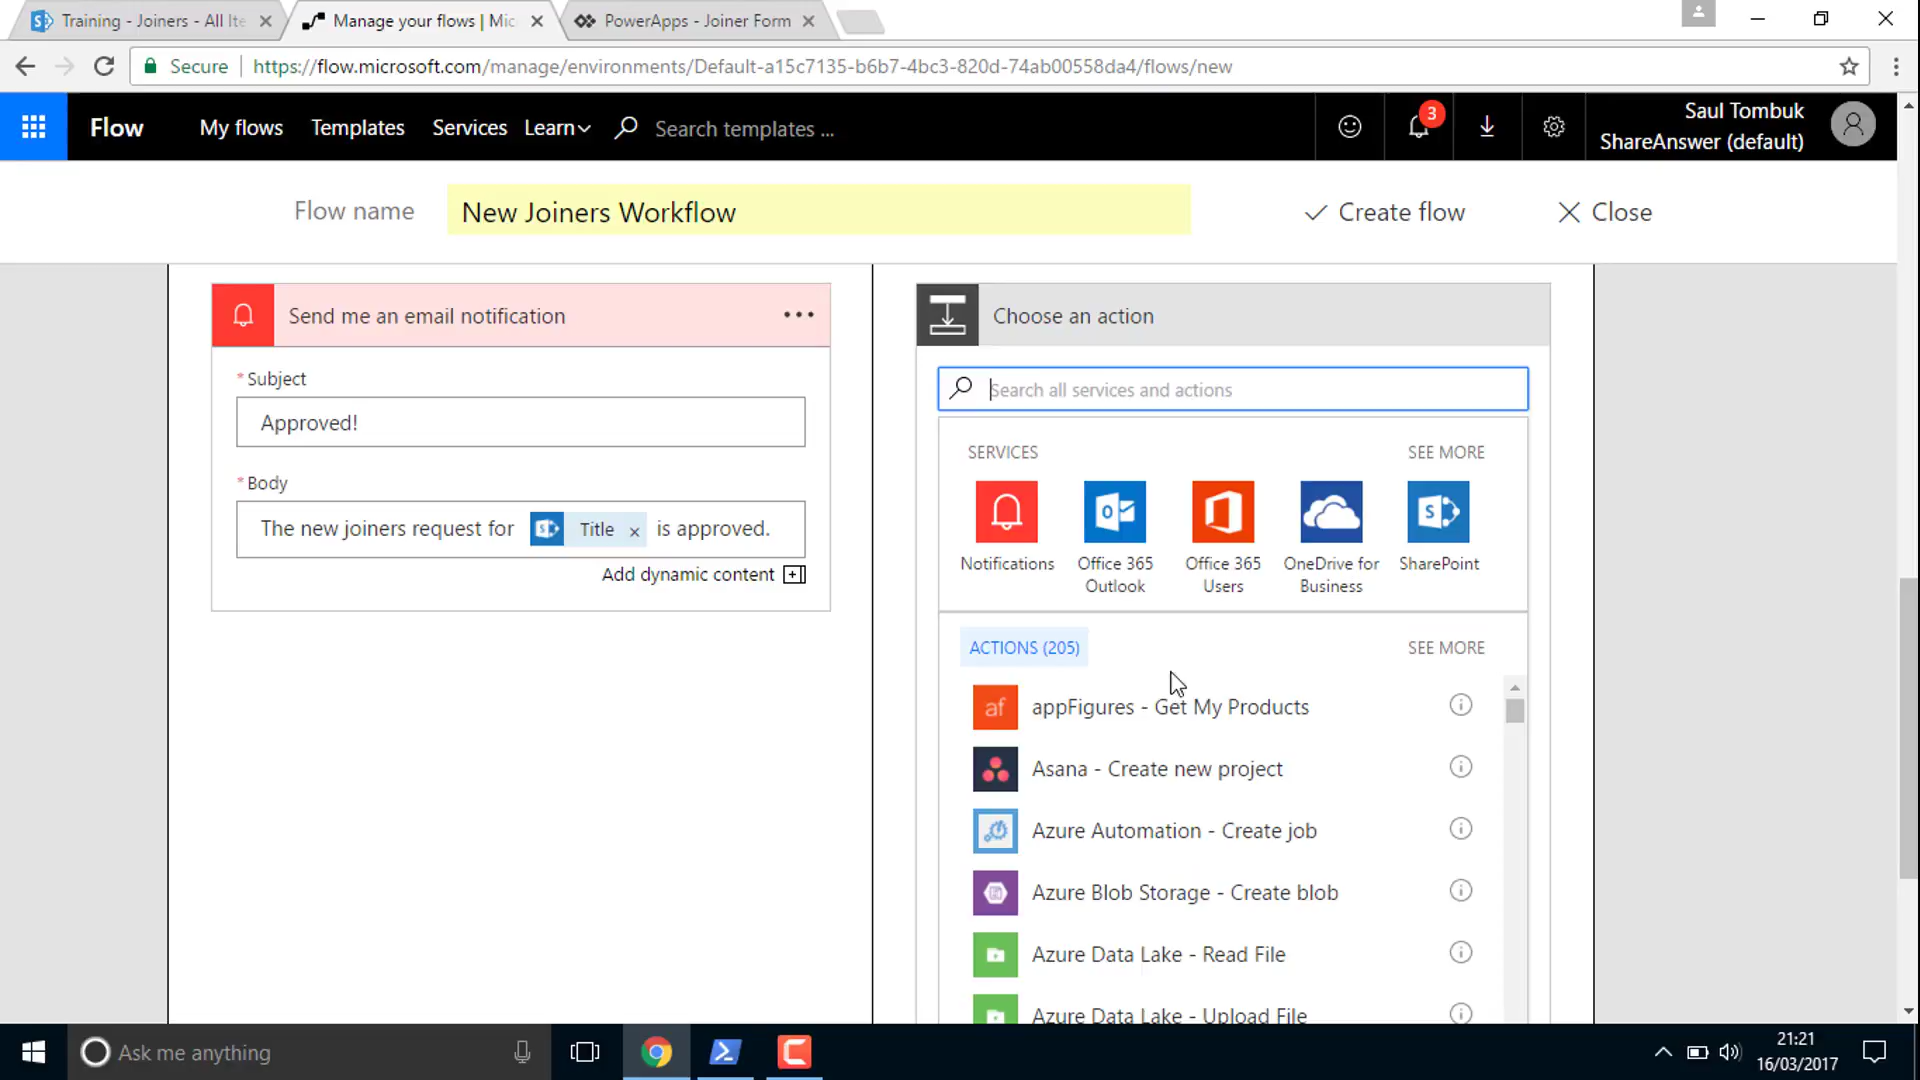 Training - Joiners - All Ite
Manage your flows | Mic
PowerApps - Joiner Form
Secure
https://flow.microsoft.com/manage/environments/Default-a15c7135-b6b7-4bc3-820d-74ab00558da4/flows/new
Flow
My flows
Templates
Services
Learn
Search templates ...
3
Saul Tombuk
ShareAnswer (default)
Flow name
New Joiners Workflow
Create flow
Close
Send me an email notification
* Subject
Approved!
* Body
The new joiners request for Title × is approved.
Add dynamic content
Choose an action
Search all services and actions
SERVICES
SEE MORE
Notifications
Office 365
Outlook
Office 365
Users
OneDrive for
Business
SharePoint
ACTIONS (205)
SEE MORE
af
appFigures - Get My Products
Asana - Create new project
Azure Automation - Create job
Azure Blob Storage - Create blob
Azure Data Lake - Read File
Azure Data Lake - Upload File
Ask me anything
21:21
16/03/2017